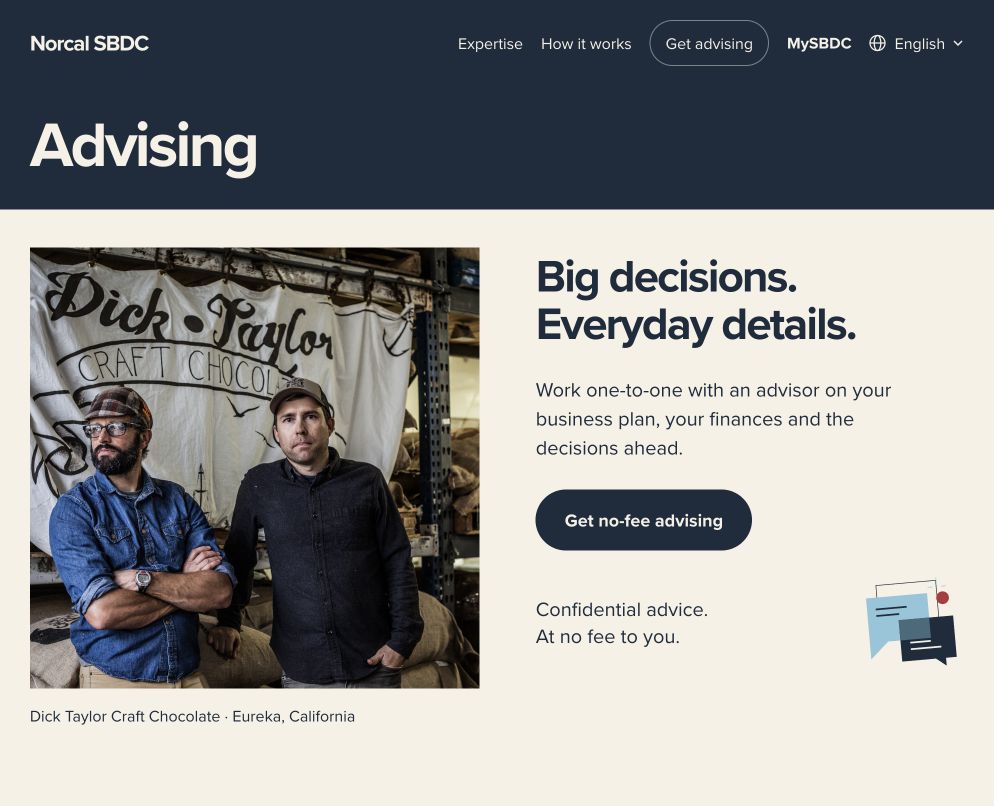 Norcal SBDC
Expertise
How it works
Get advising
MySBDC
English
Advising
Dick • Taylor
CRAFT CHOCOL
Big decisions.
Everyday details.
Work one-to-one with an advisor on your
business plan, your finances and the
decisions ahead.
Get no-fee advising
Confidential advice.
At no fee to you.
Dick Taylor Craft Chocolate · Eureka, California